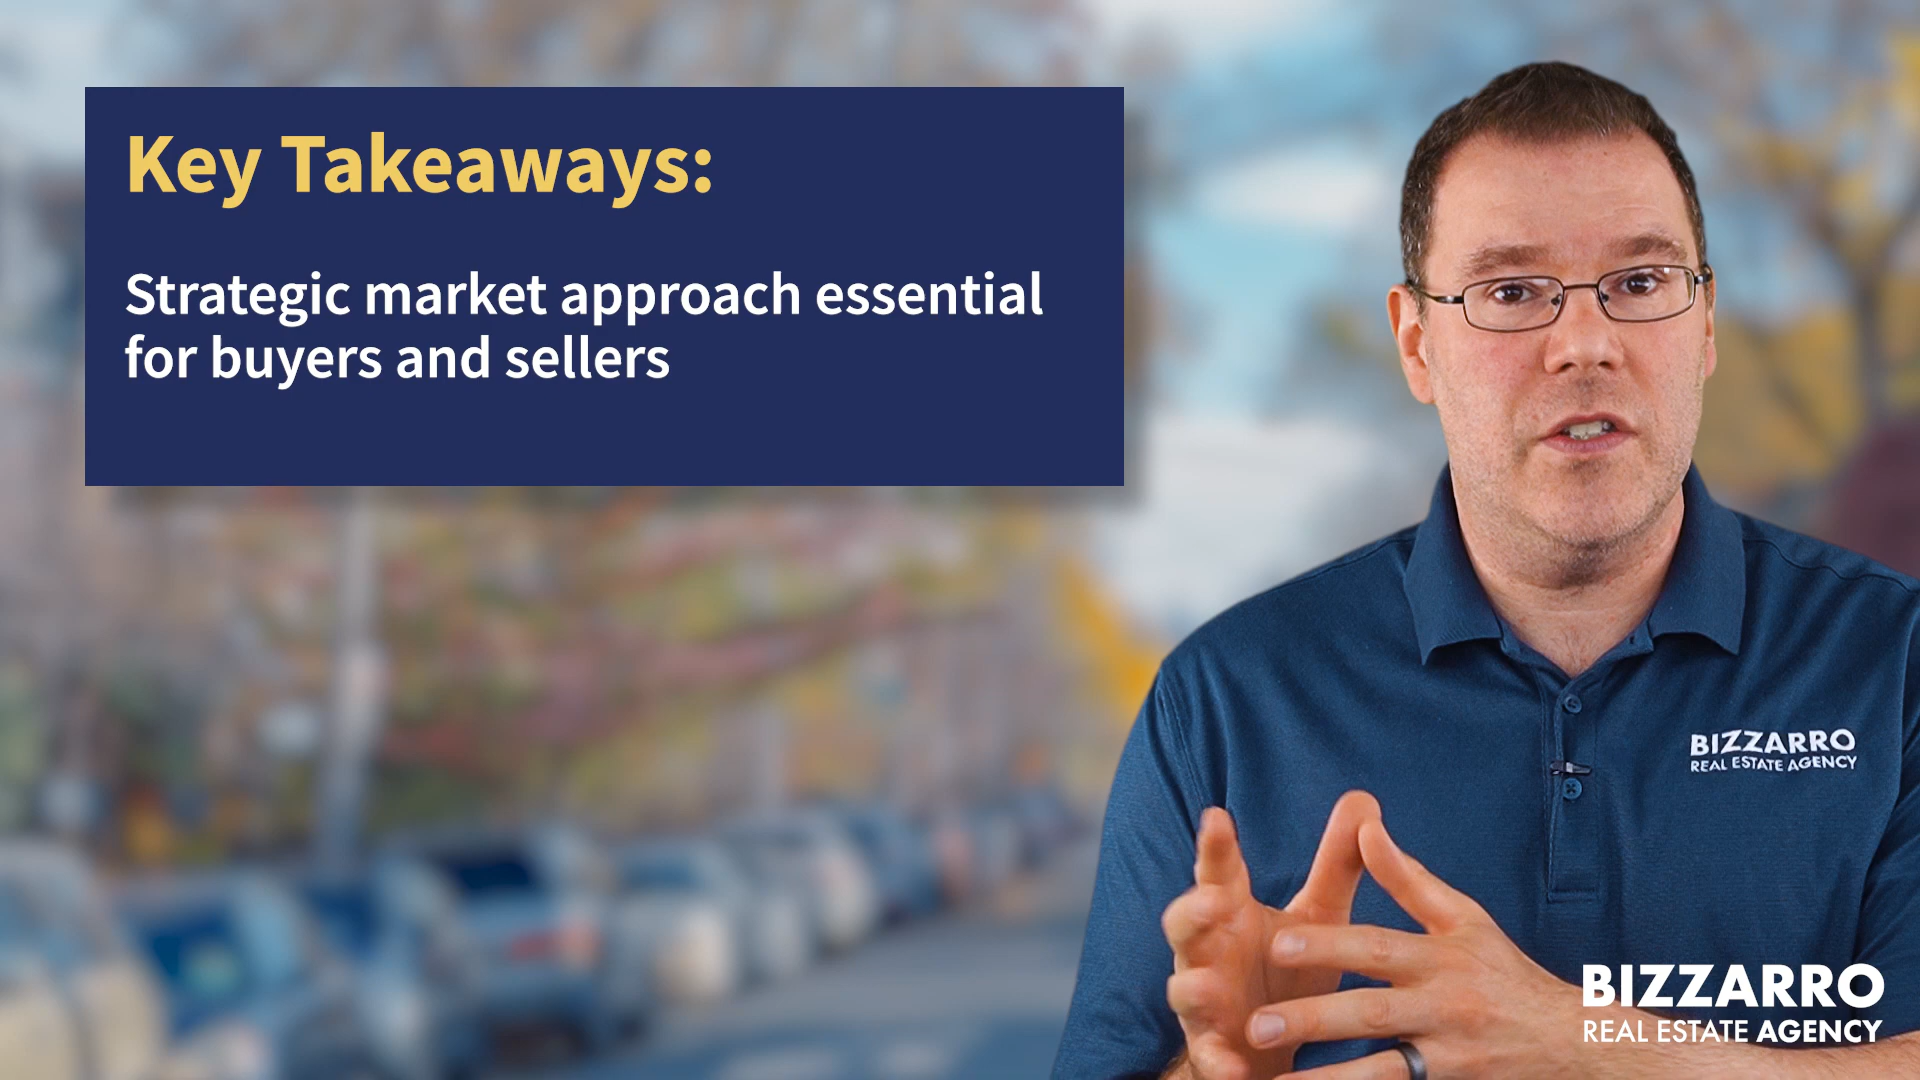 Key Takeaways:
Strategic market approach essential
for buyers and sellers
BIZZARRO
REAL ESTATE AGENCY
BIZZARRO
REAL ESTATE AGENCY